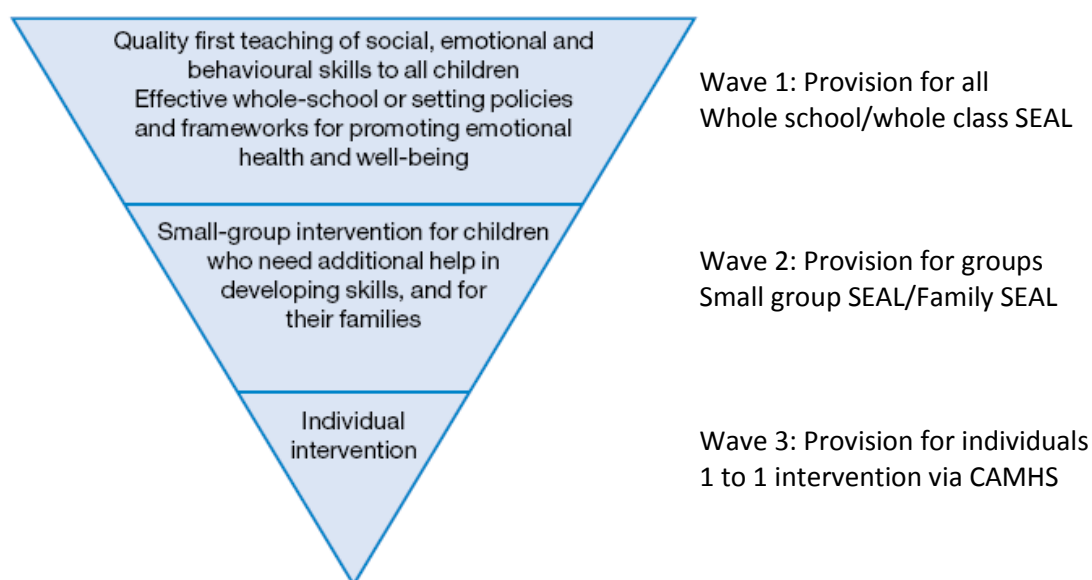 Quality first teaching of social, emotional and
behavioural skills to all children
Effective whole-school or setting policies
and frameworks for promoting emotional
health and well-being
Wave 1: Provision for all
Whole school/whole class SEAL
Small-group intervention for children
who need additional help in
developing skills, and for
their families
Wave 2: Provision for groups
Small group SEAL/Family SEAL
Individual
intervention
Wave 3: Provision for individuals
1 to 1 intervention via CAMHS